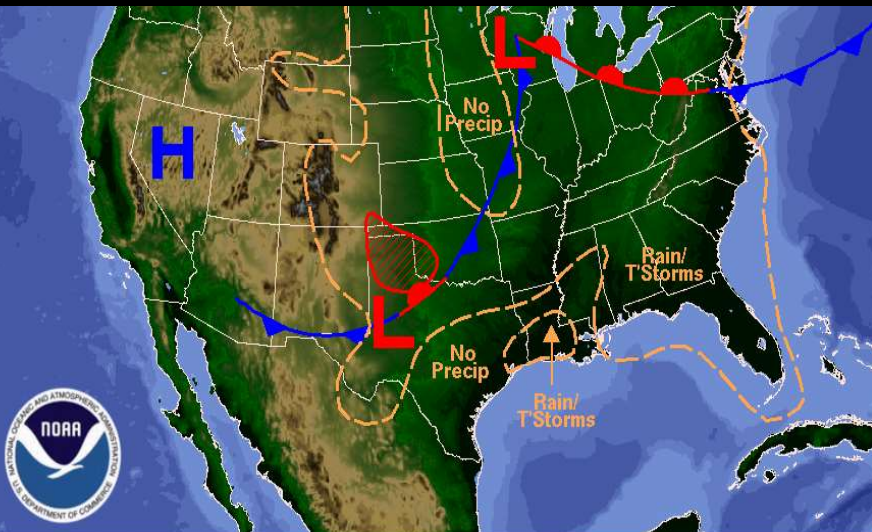 L
No
Precip
H
Rain/
T'Storms
L
No
Precip
Rain/
T'Storms
NATIONAL OCEANIC AND ATMOSPHERIC ADMINISTRATION
NOAA
U.S. DEPARTMENT OF COMMERCE